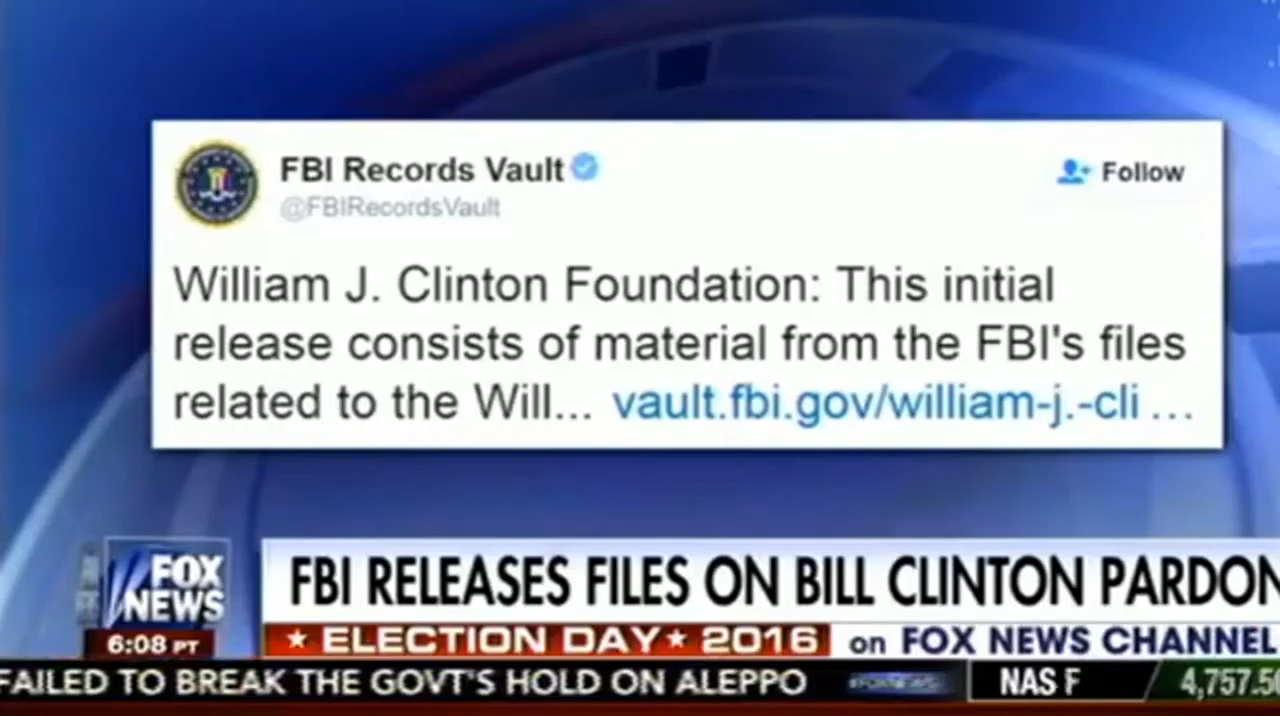 FBI Records Vault
@FBIRecordsVault
Follow
William J. Clinton Foundation: This initial
release consists of material from the FBI's files
related to the Will... vault.fbi.gov/william-j.-cli ...
FOX
NEWS
6:08 PT
FBI RELEASES FILES ON BILL CLINTON PARDON
★ ELECTION DAY ★ 2016 on FOX NEWS CHANNEL
FAILED TO BREAK THE GOVT'S HOLD ON ALEPPO
NAS F 4,757.50